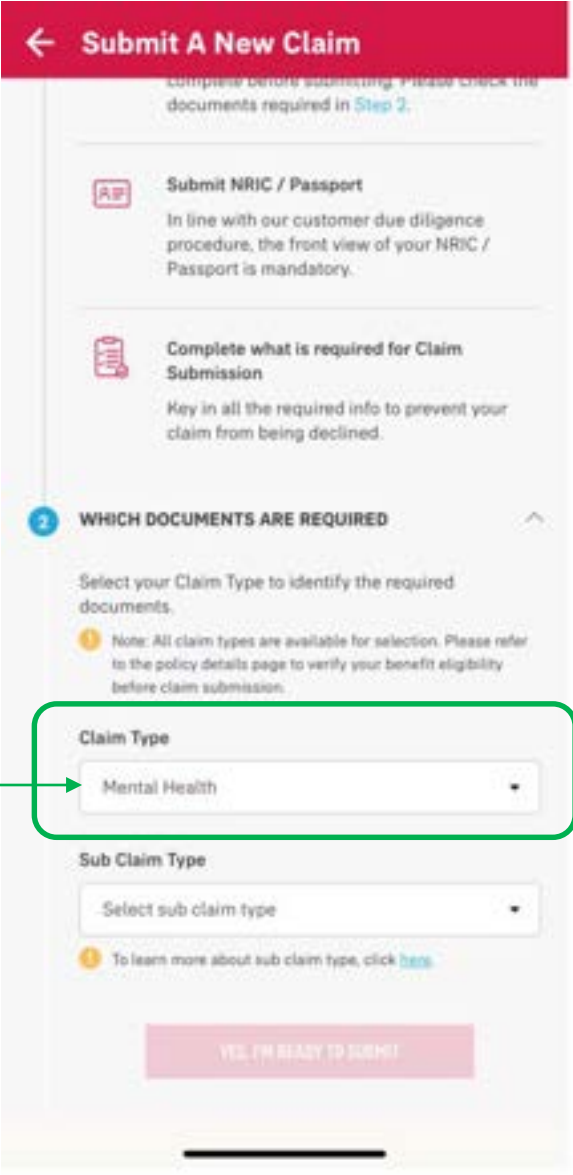 Submit A New Claim
complete before submitting. Please check the
documents required in Step 2.
Submit NRIC / Passport
In line with our customer due diligence
procedure, the front view of your NRIC /
Passport is mandatory.
Complete what is required for Claim
Submission
Key in all the required info to prevent your
claim from being declined.
2 WHICH DOCUMENTS ARE REQUIRED
Select your Claim Type to identify the required
documents.
Note: All claim types are available for selection. Please refer
to the policy details page to verify your benefit eligibility
before claim submission.
Claim Type
Mental Health
Sub Claim Type
Select sub claim type
To learn more about sub claim type, click here.
YES, I'M READY TO SUBMIT